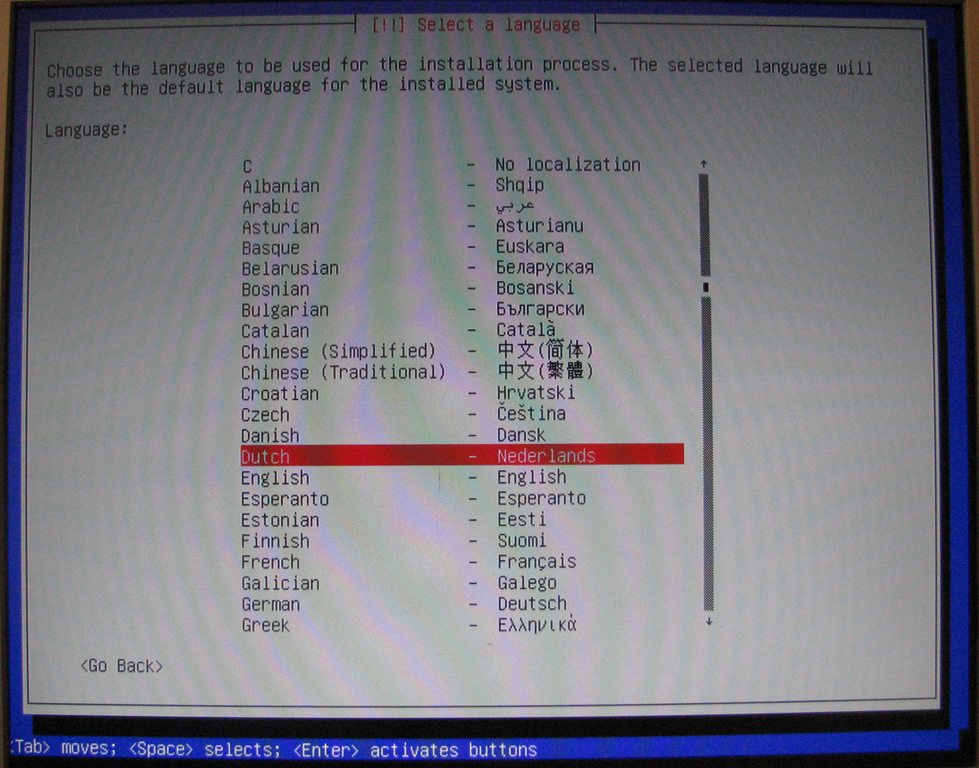 [!!] Select a language
Choose the language to be used for the installation process. The selected language will
also be the default language for the installed system.
Language:
C - No localization
Albanian - Shqip
Arabic - عربي
Asturian - Asturianu
Basque - Euskara
Belarusian - Беларуская
Bosnian - Bosanski
Bulgarian - Български
Catalan - Català
Chinese (Simplified) - 中文(简体)
Chinese (Traditional) - 中文(繁體)
Croatian - Hrvatski
Czech - Čeština
Danish - Dansk
Dutch - Nederlands
English - English
Esperanto - Esperanto
Estonian - Eesti
Finnish - Suomi
French - Français
Galician - Galego
German - Deutsch
Greek - Ελληνικά
<Go Back>
<Tab> moves; <Space> selects; <Enter> activates buttons